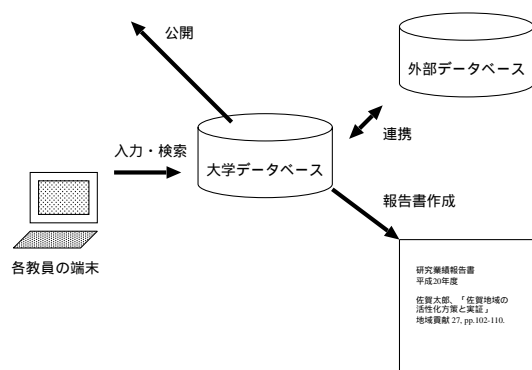 公開
外部データベース
連携
入力・検索
大学データベース
報告書作成
各教員の端末
研究業績報告書
平成20年度
佐賀太郎、「佐賀地域の
活性化方策と実証」
地域貢献 27, pp.102-110.